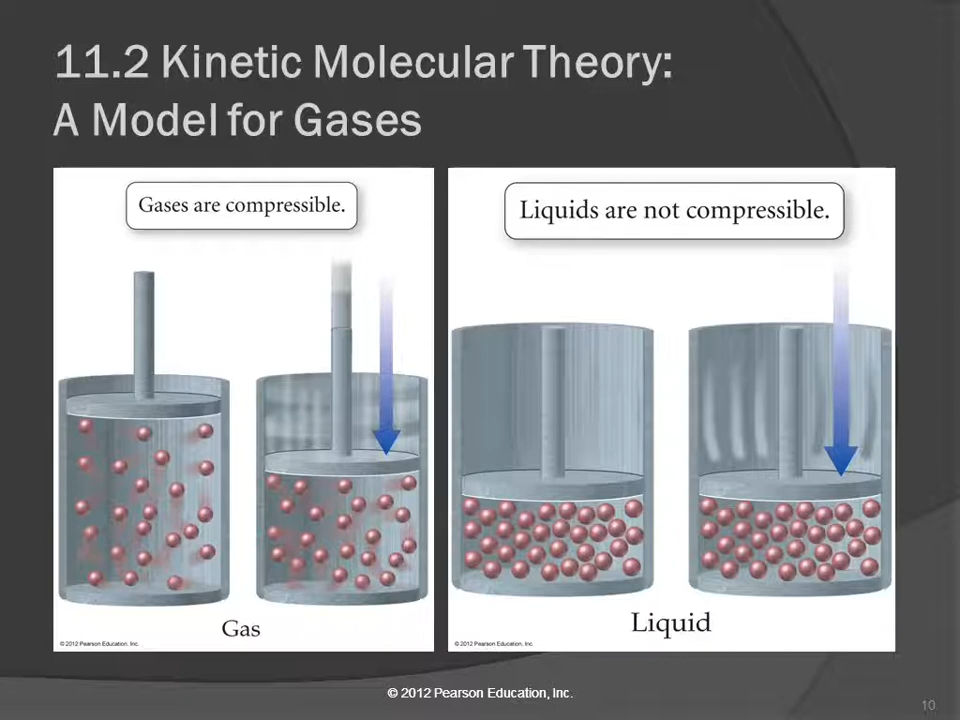 11.2 Kinetic Molecular Theory:
A Model for Gases
Gases are compressible.
Gas
© 2012 Pearson Education, Inc.
Liquids are not compressible.
Liquid
© 2012 Pearson Education, Inc.
© 2012 Pearson Education, Inc.
10